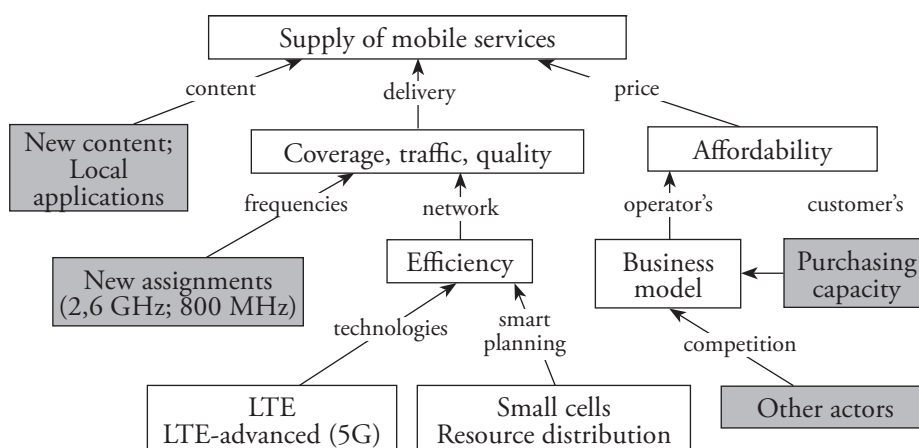 Supply of mobile services
content
delivery
price
New content;
Local
applications
Coverage, traffic, quality
Affordability
frequencies
network
operator's
customer's
New assignments
(2,6 GHz; 800 MHz)
Efficiency
Business
model
Purchasing
capacity
technologies
smart
planning
competition
LTE
LTE-advanced (5G)
Small cells
Resource distribution
Other actors